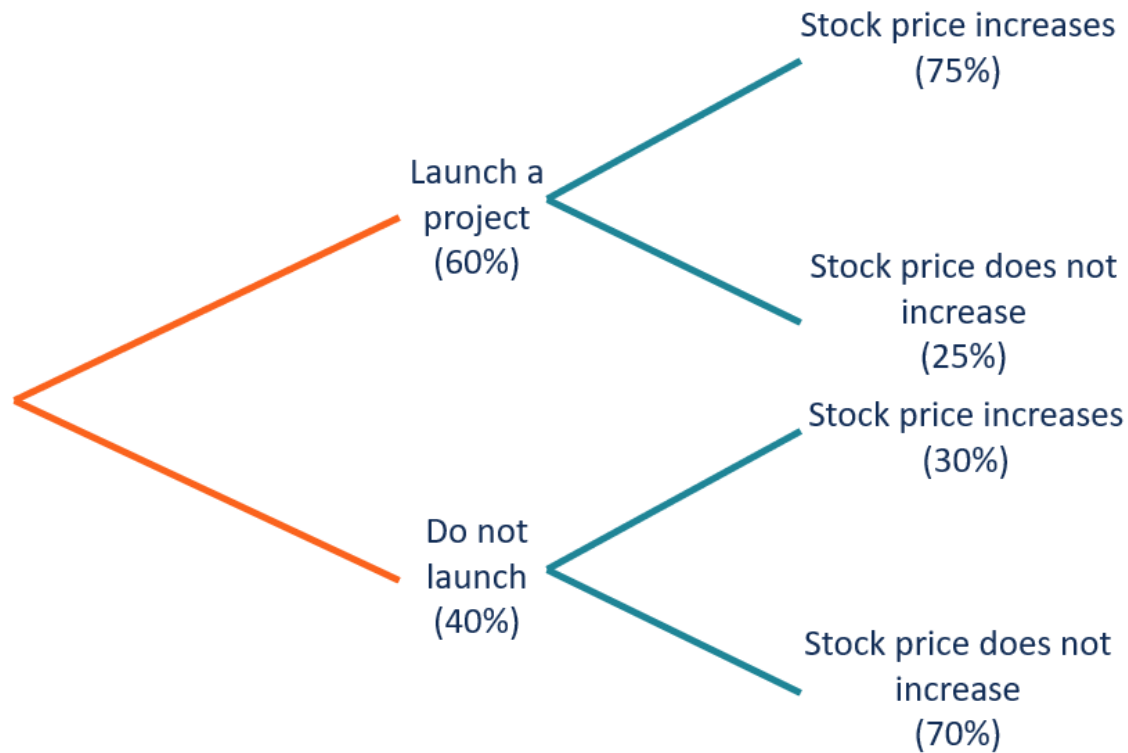 Stock price increases
(75%)
Launch a
project
(60%)
Stock price does not
increase
(25%)
Stock price increases
(30%)
Do not
launch
(40%)
Stock price does not
increase
(70%)